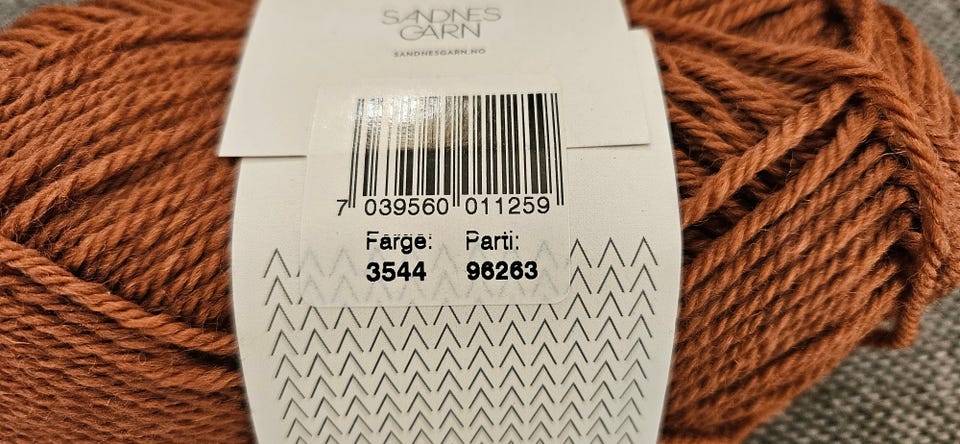 SANDNES
GARN
SANDNESGARN.NO
7 039560 011259
Farge: Parti:
3544 96263